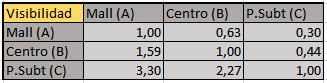 Visibilidad Mall (A) Centro (B) P.Subt (C)
Mall (A) 1,00 0,63 0,30
Centro (B) 1,59 1,00 0,44
P.Subt (C) 3,30 2,27 1,00